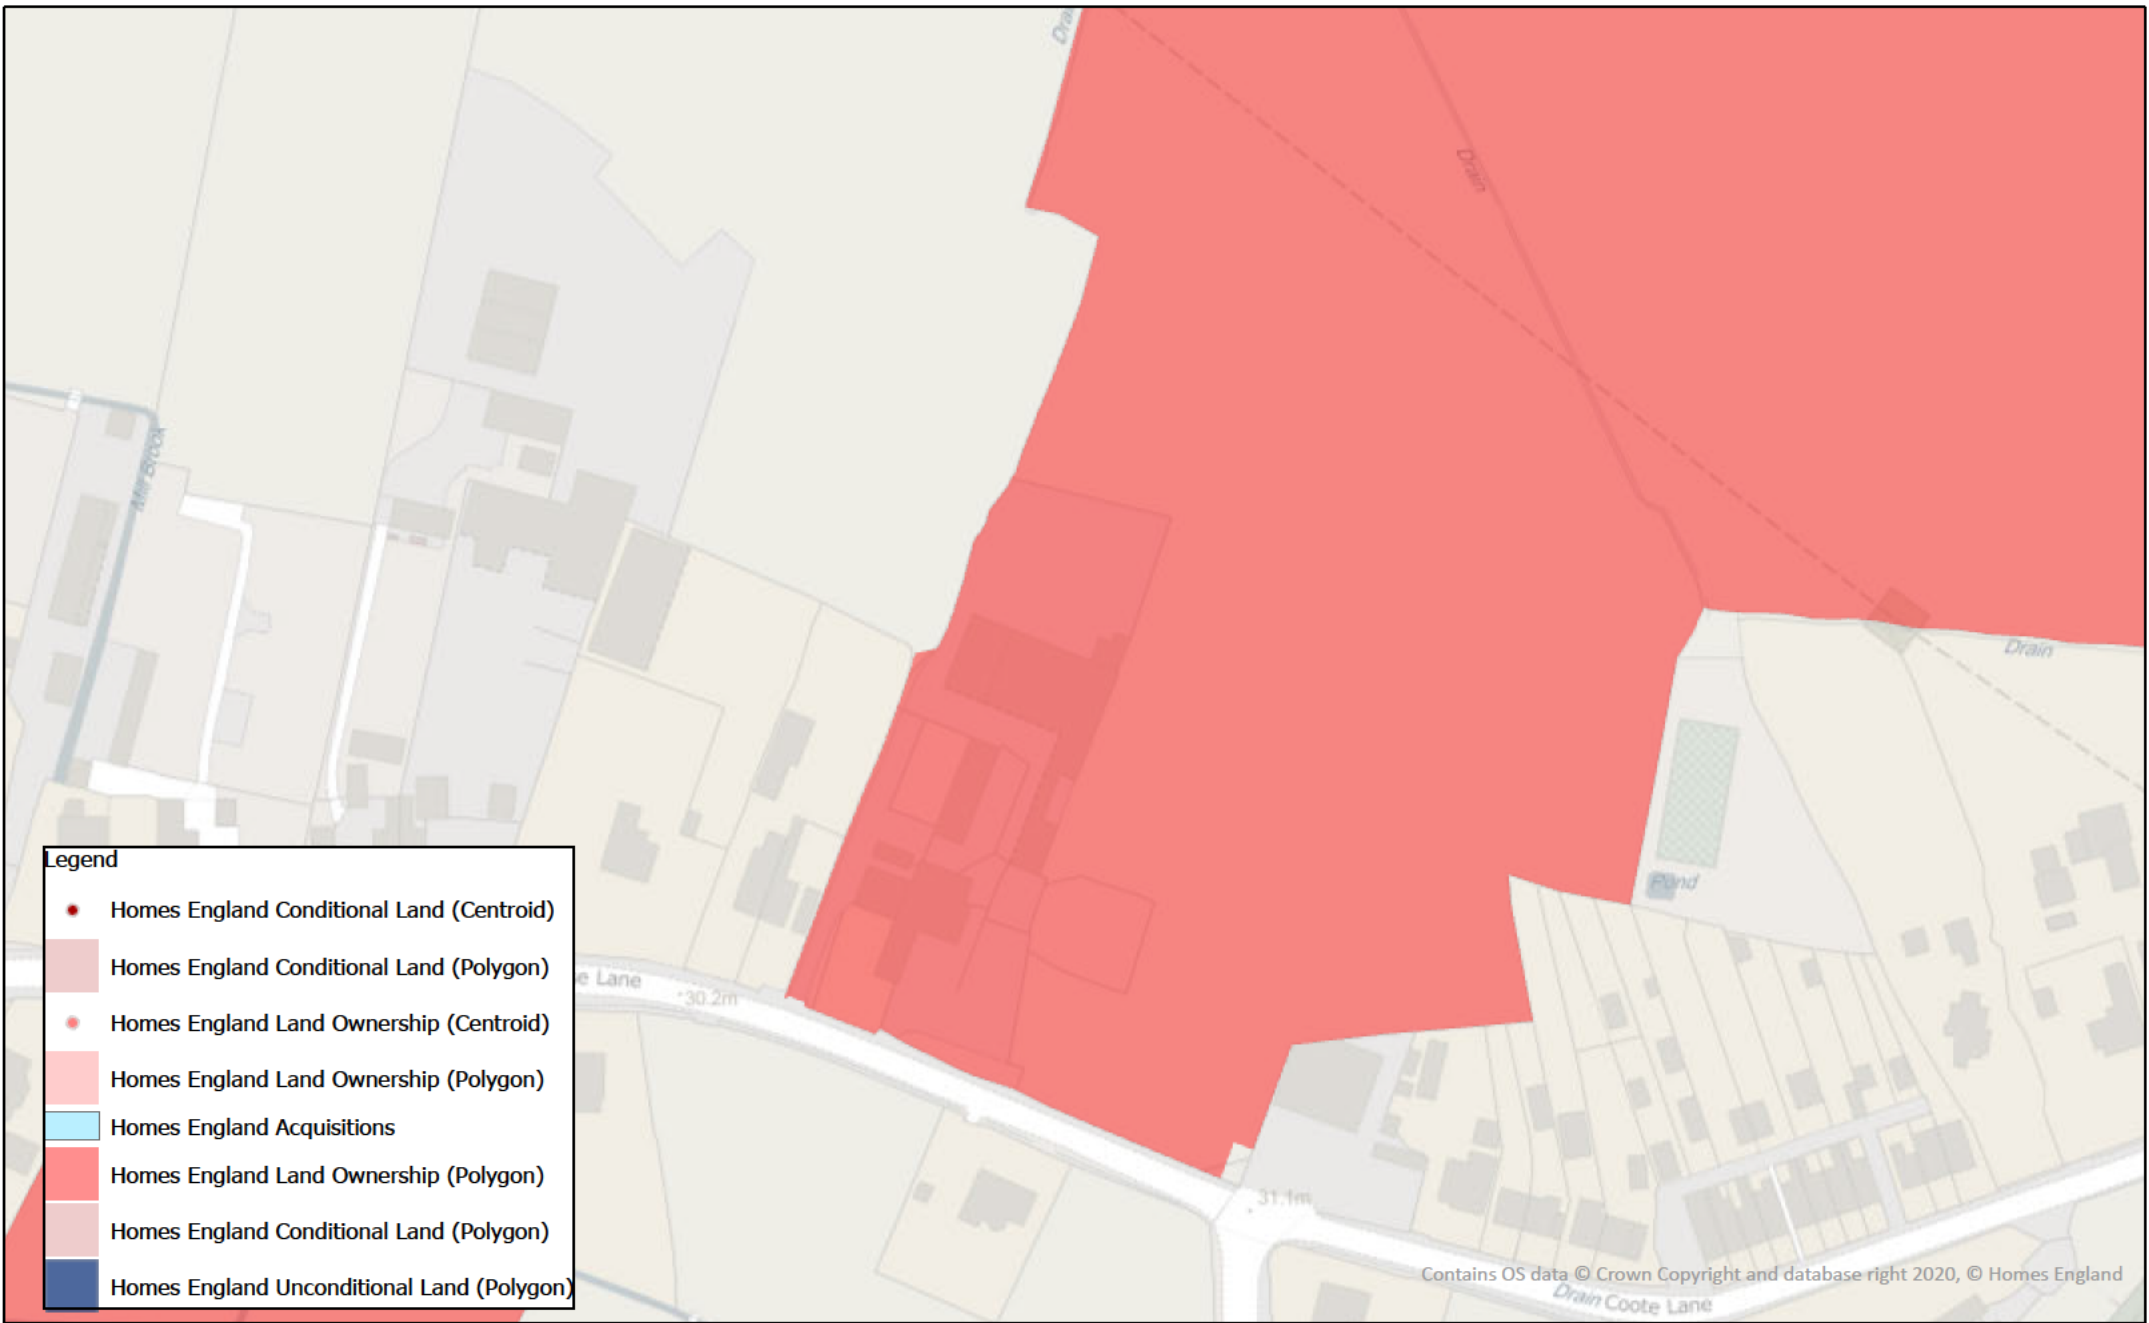 Drain
Mill Brook
Drain
Pond
Legend
Homes England Conditional Land (Centroid)
Homes England Conditional Land (Polygon)
Homes England Land Ownership (Centroid)
Homes England Land Ownership (Polygon)
Homes England Acquisitions
Homes England Land Ownership (Polygon)
Homes England Conditional Land (Polygon)
Homes England Unconditional Land (Polygon)
Lane
30.2m
31.1m
Contains OS data © Crown Copyright and database right 2020, © Homes England
Drain
Coote Lane